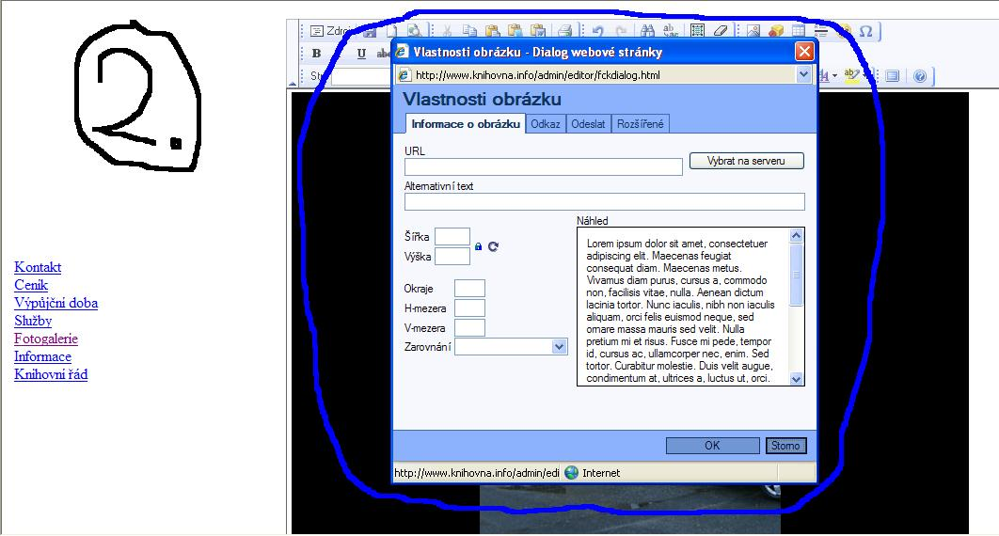 2.
Zdroj
B U abc
St
Vlastnosti obrázku - Dialog webové stránky
http://www.knihovna.info/admin/editor/fckdialog.html
Vlastnosti obrázku
Informace o obrázku Odkaz Odeslat Rozšířené
URL
Vybrat na serveru
Alternativní text
Šířka
Výška
Okraje
H-mezera
V-mezera
Zarovnání
Náhled
Lorem ipsum dolor sit amet, consectetuer
adipiscing elit. Maecenas feugiat
consequat diam. Maecenas metus.
Vivamus diam purus, cursus a, commodo
non, facilisis vitae, nulla. Aenean dictum
lacinia tortor. Nunc iaculis, nibh non iaculis
aliquam, orci felis euismod neque, sed
ornare massa mauris sed velit. Nulla
pretium mi et risus. Fusce mi pede, tempor
id, cursus ac, ullamcorper nec, enim. Sed
tortor. Curabitur molestie. Duis velit augue,
condimentum at, ultrices a, luctus ut, orci.
OK Storno
http://www.knihovna.info/admin/edi Internet
Kontakt
Ceník
Výpůjční doba
Služby
Fotogalerie
Informace
Knihovní řád